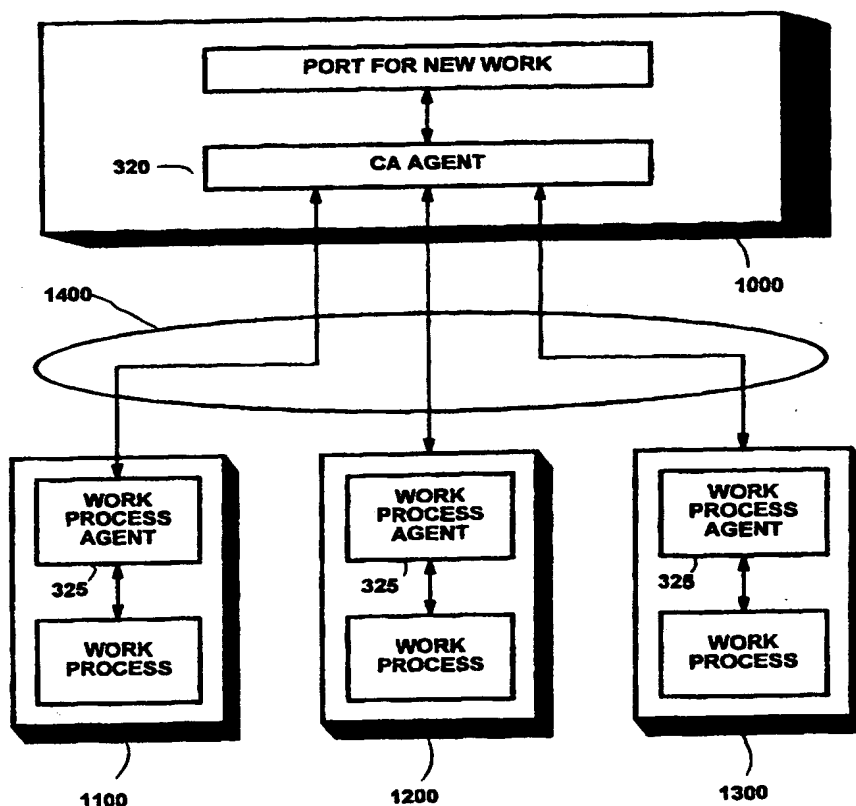 PORT FOR NEW WORK
320
CA AGENT
1000
1400
WORK
PROCESS
AGENT
325
WORK
PROCESS
1100
WORK
PROCESS
AGENT
325
WORK
PROCESS
1200
WORK
PROCESS
AGENT
325
WORK
PROCESS
1300